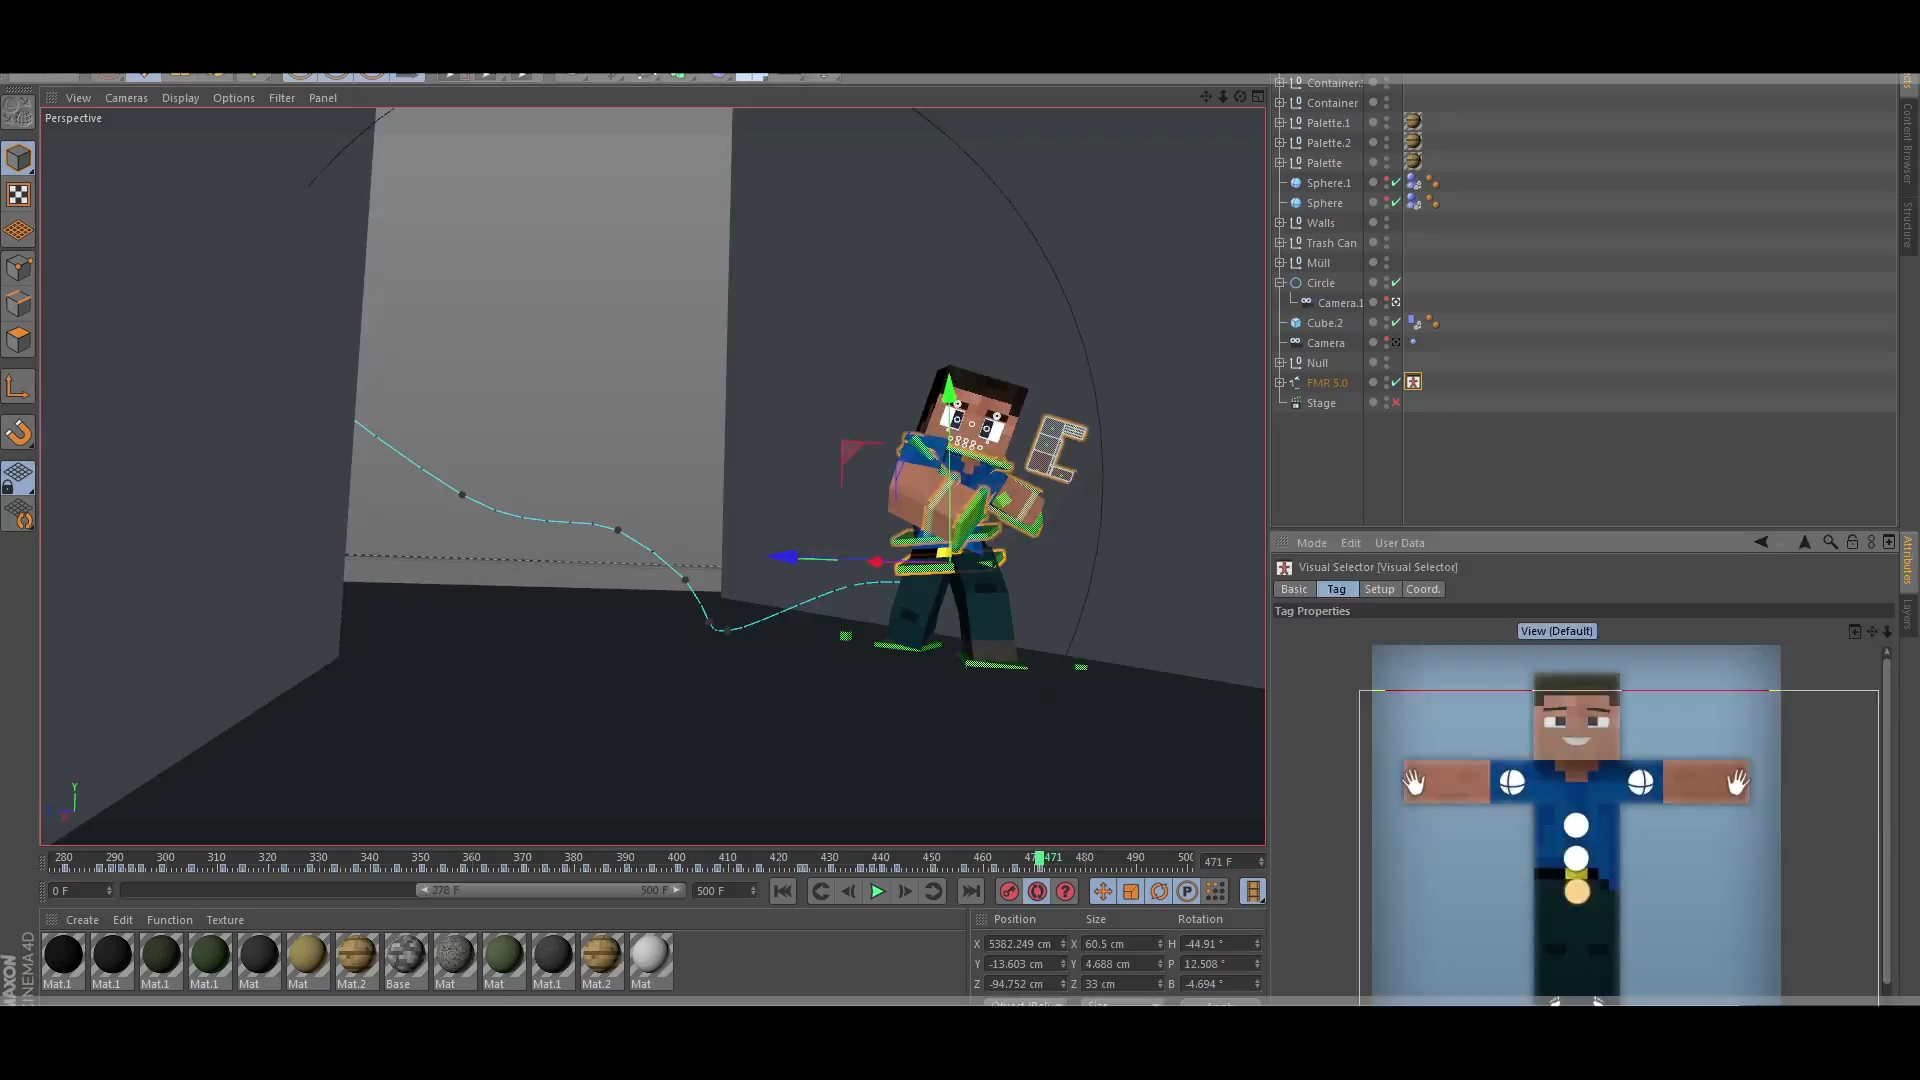 View Cameras Display Options Filter Panel
Perspective
Y
X
Container.
Container
Palette.1
Palette.2
Palette
Sphere.1
Sphere
Walls
Trash Can
Müll
Circle
Camera.1
Cube.2
Camera
Null
FMR 5.0
Stage
Content Browser
Structure
Mode Edit User Data
Attributes
Layers
Visual Selector [Visual Selector]
Basic Tag Setup Coord.
Tag Properties
View (Default)
280 290 300 310 320 330 340 350 360 370 380 390 400 410 420 430 440 450 460 471 480 490 500 471 F
0 F 278 F 500 F 500 F
Create Edit Function Texture
Mat.1 Mat.1 Mat.1 Mat.1 Mat Mat Mat.2 Base Mat Mat Mat.1 Mat.2 Mat
MAXON
CINEMA 4D
Position Size Rotation
X 5382.249 cm X 60.5 cm H -44.91 °
Y -13.603 cm Y 4.688 cm P 12.508 °
Z -94.752 cm Z 33 cm B -4.694 °